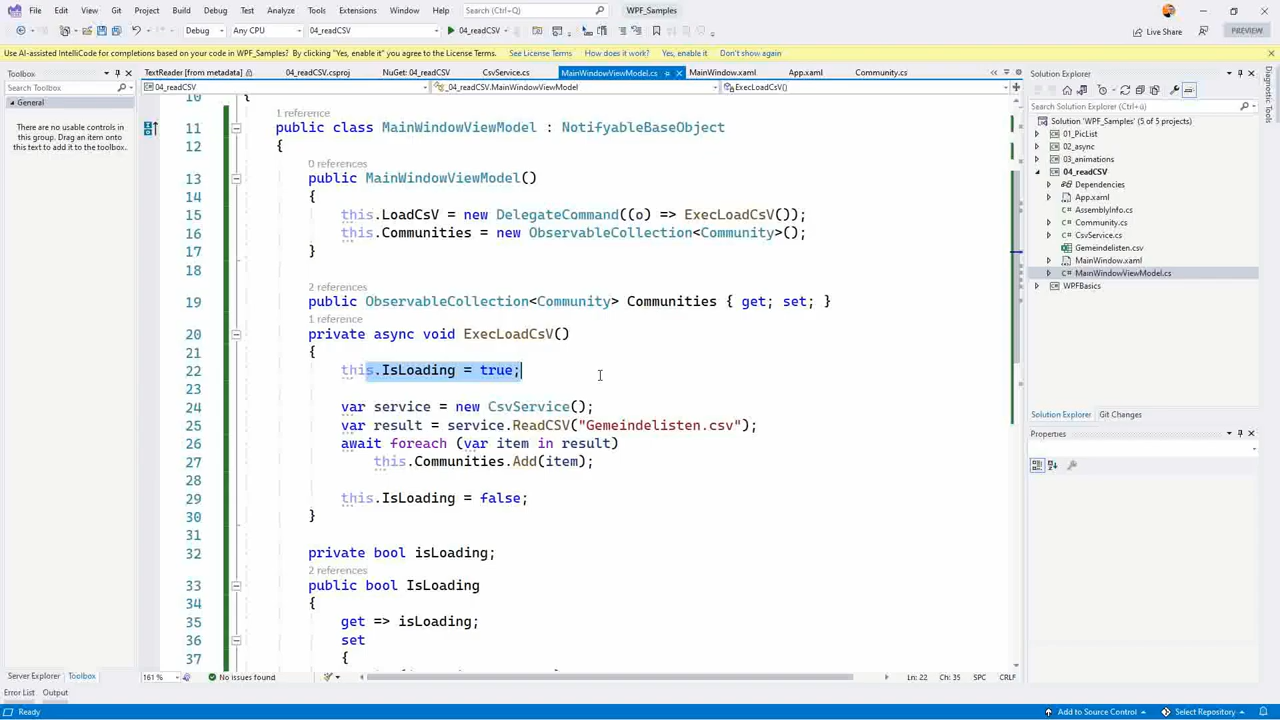 File Edit View Git Project Build Debug Test Analyze Tools Extensions Window Help Search (Ctrl+Q) WPF_Samples
Debug Any CPU 04_readCSV 04_readCSV Live Share PREVIEW
Use AI-assisted IntelliCode for completions based on your code in WPF_Samples? By clicking "Yes, enable it" you agree to the License Terms. See License Terms How does it work? Yes, enable it Don't show again
Toolbox
Search Toolbox
General
There are no usable controls in
this group. Drag an item onto
this text to add it to the toolbox.
TextReader [from metadata] 04_readCSV.csproj NuGet: 04_readCSV CsvService.cs MainWindowViewModel.cs MainWindow.xaml App.xaml Community.cs
04_readCSV _04_readCSV.MainWindowViewModel ExecLoadCsV()
10 {
1 reference
11 public class MainWindowViewModel : NotifyableBaseObject
12 {
0 references
13 public MainWindowViewModel()
14 {
15 this.LoadCsV = new DelegateCommand((o) => ExecLoadCsV());
16 this.Communities = new ObservableCollection<Community>();
17 }
18
2 references
19 public ObservableCollection<Community> Communities { get; set; }
1 reference
20 private async void ExecLoadCsV()
21 {
22 this.IsLoading = true;
23
24 var service = new CsvService();
25 var result = service.ReadCSV("Gemeindelisten.csv");
26 await foreach (var item in result)
27 this.Communities.Add(item);
28
29 this.IsLoading = false;
30 }
31
32 private bool isLoading;
2 references
33 public bool IsLoading
34 {
35 get => isLoading;
36 set
37 {
Solution Explorer
Search Solution Explorer (Ctrl+ü)
Solution 'WPF_Samples' (5 of 5 projects)
01_PicList
02_async
03_animations
04_readCSV
Dependencies
App.xaml
AssemblyInfo.cs
Community.cs
CsvService.cs
Gemeindelisten.csv
MainWindow.xaml
MainWindowViewModel.cs
WPFBasics
Solution Explorer Git Changes
Properties
Diagnostic Tools
Server Explorer Toolbox
161 % No issues found Ln: 22 Ch: 35 SPC CRLF
Error List Output
Ready Add to Source Control Select Repository